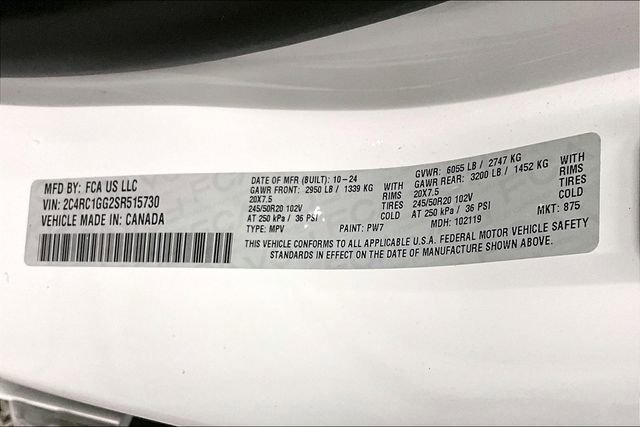 MFD BY: FCA US LLC
VIN: 2C4RC1GG2SR515730
VEHICLE MADE IN: CANADA
DATE OF MFR (BUILT): 10-24
GAWR FRONT: 2950 LB / 1339 KG WITH
20X7.5 RIMS
245/50R20 102V TIRES
AT 250 kPa / 36 PSI COLD
TYPE: MPV PAINT: PW7
GVWR: 6055 LB / 2747 KG
GAWR REAR: 3200 LB / 1452 KG WITH
20X7.5 RIMS
245/50R20 102V TIRES
AT 250 kPa / 36 PSI COLD
MDH: 102119 MKT: 875
THIS VEHICLE CONFORMS TO ALL APPLICABLE U.S.A. FEDERAL MOTOR VEHICLE SAFETY
STANDARDS IN EFFECT ON THE DATE OF MANUFACTURE SHOWN ABOVE.